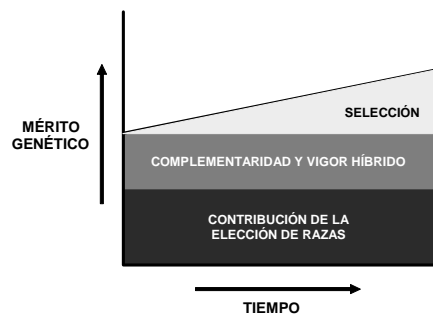 MÉRITO
GENÉTICO
SELECCIÓN
COMPLEMENTARIDAD Y VIGOR HÍBRIDO
CONTRIBUCIÓN DE LA
ELECCIÓN DE RAZAS
TIEMPO